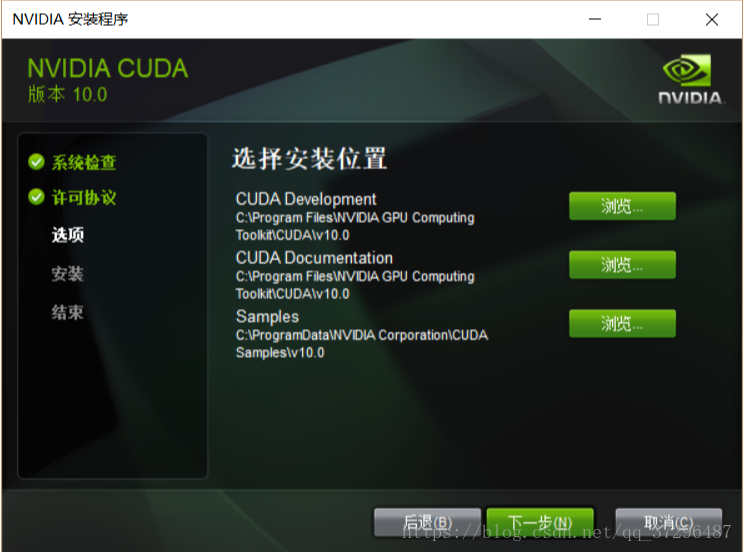 NVIDIA 安装程序
NVIDIA CUDA
版本 10.0
NVIDIA.
系统检查
许可协议
选项
安装
结束
选择安装位置
CUDA Development
C:\Program Files\NVIDIA GPU Computing
Toolkit\CUDA\v10.0
浏览...
CUDA Documentation
C:\Program Files\NVIDIA GPU Computing
Toolkit\CUDA\v10.0
浏览...
Samples
C:\ProgramData\NVIDIA Corporation\CUDA
Samples\v10.0
浏览...
后退(B)
下一步(N)
取消(C)
https://blog.csdn.net/qq_37296487